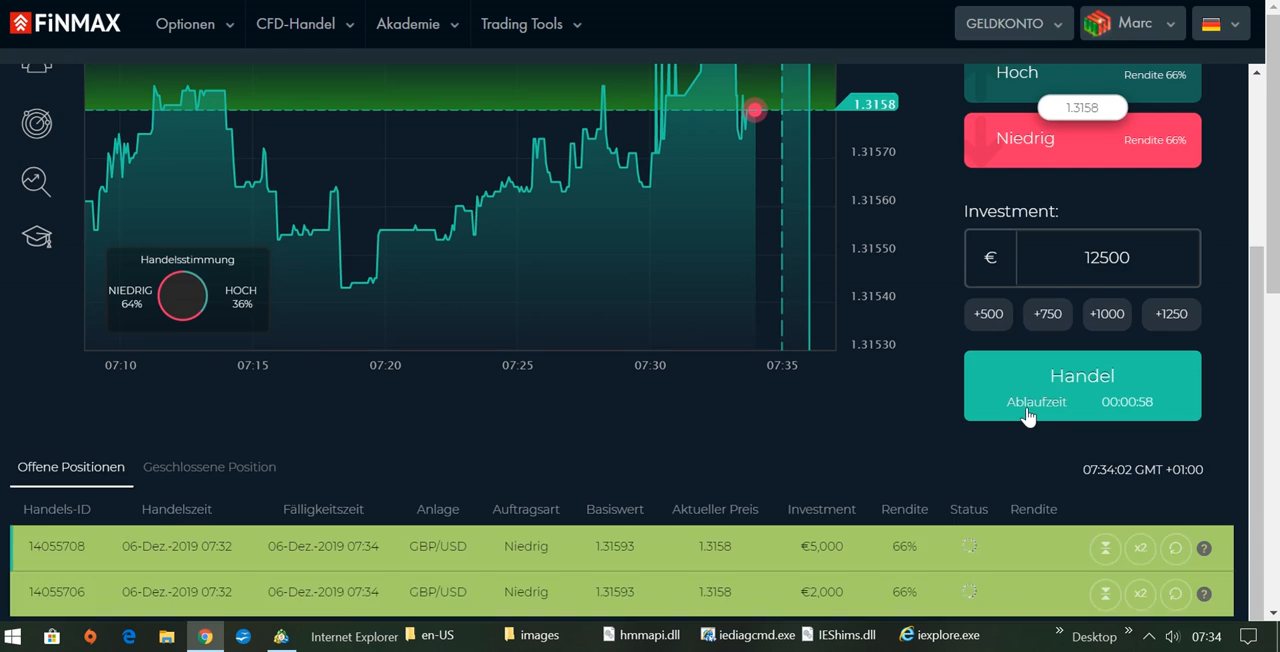 FiNMAX Optionen CFD-Handel Akademie Trading Tools GELDKONTO Marc
Hoch Rendite 66%
1.3158
1.3158
Niedrig Rendite 66%
1.31570
1.31560
1.31550
1.31540
1.31530
Handelsstimmung
NIEDRIG 64% HOCH 36%
07:10 07:15 07:20 07:25 07:30 07:35
Investment:
€ 12500
+500 +750 +1000 +1250
Handel
Ablaufzeit 00:00:58
Offene Positionen Geschlossene Position 07:34:02 GMT +01:00
Handels-ID Handelszeit Fälligkeitszeit Anlage Auftragsart Basiswert Aktueller Preis Investment Rendite Status Rendite
14055708 06-Dez.-2019 07:32 06-Dez.-2019 07:34 GBP/USD Niedrig 1.31593 1.3158 €5,000 66% x2 ?
14055706 06-Dez.-2019 07:32 06-Dez.-2019 07:34 GBP/USD Niedrig 1.31593 1.3158 €2,000 66% x2 ?
Internet Explorer en-US images hmmapi.dll iediagcmd.exe IEShims.dll iexplore.exe » Desktop » 07:34